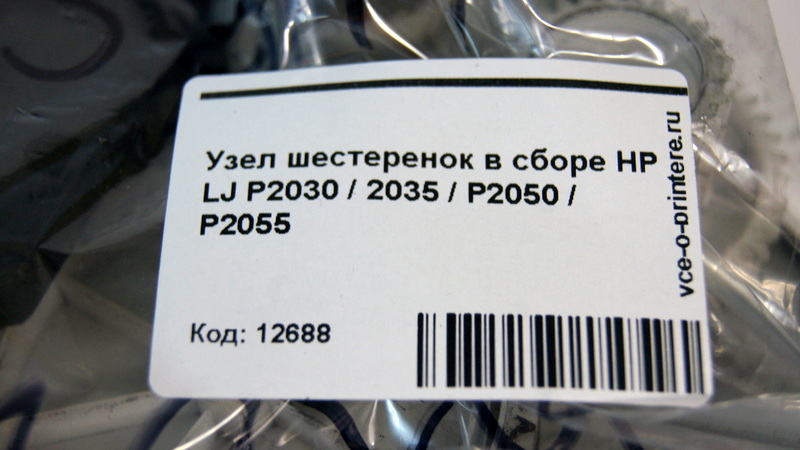 Узел шестеренок в сборе HP
LJ P2030 / 2035 / P2050 /
P2055
Код: 12688
vce-o-printere.ru